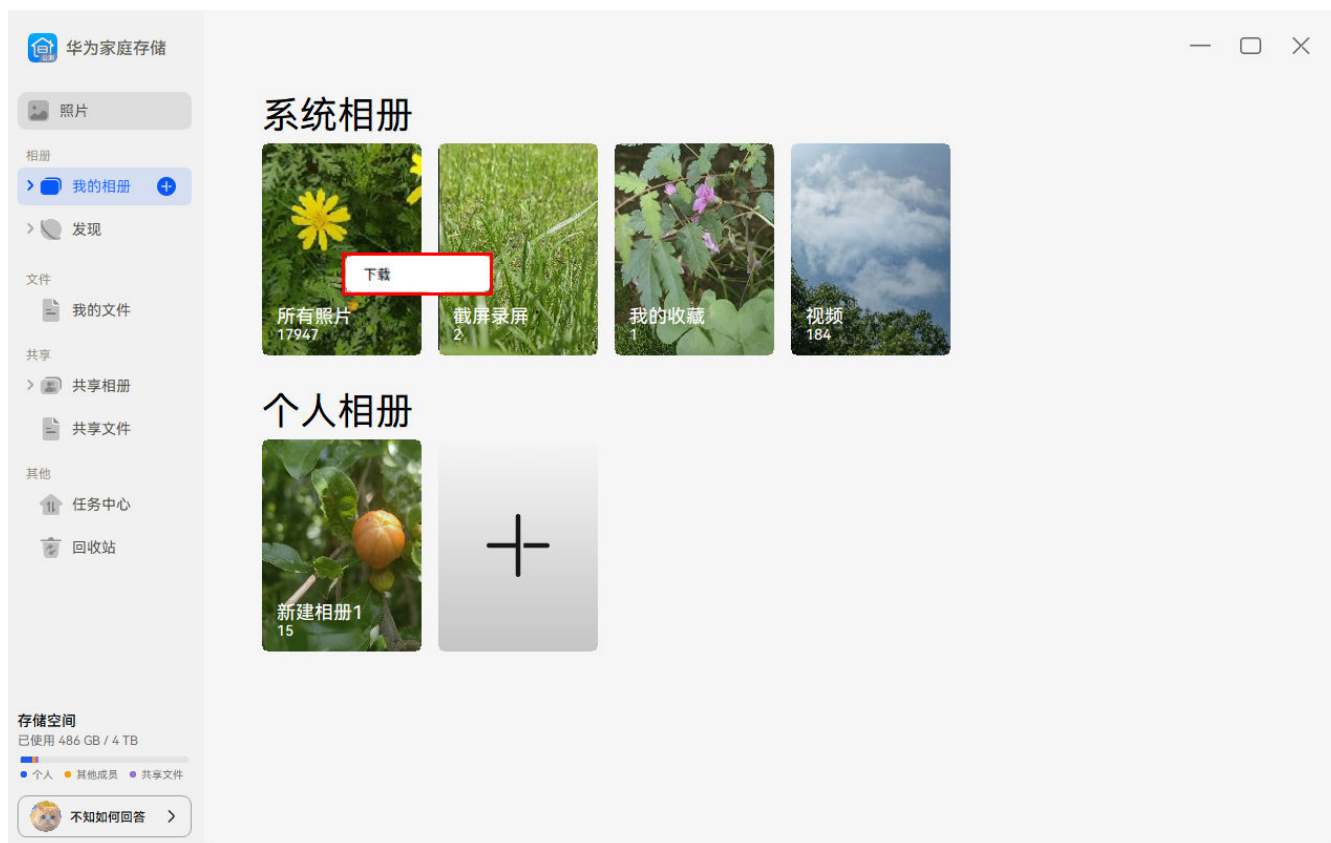 华为家庭存储
照片
相册
我的相册
发现
文件
我的文件
共享
共享相册
共享文件
其他
任务中心
回收站
存储空间
已使用 486 GB / 4 TB
个人 其他成员 共享文件
不知如何回答
系统相册
下载
所有照片
17947
截屏录屏
2
我的收藏
1
视频
184
个人相册
新建相册1
15